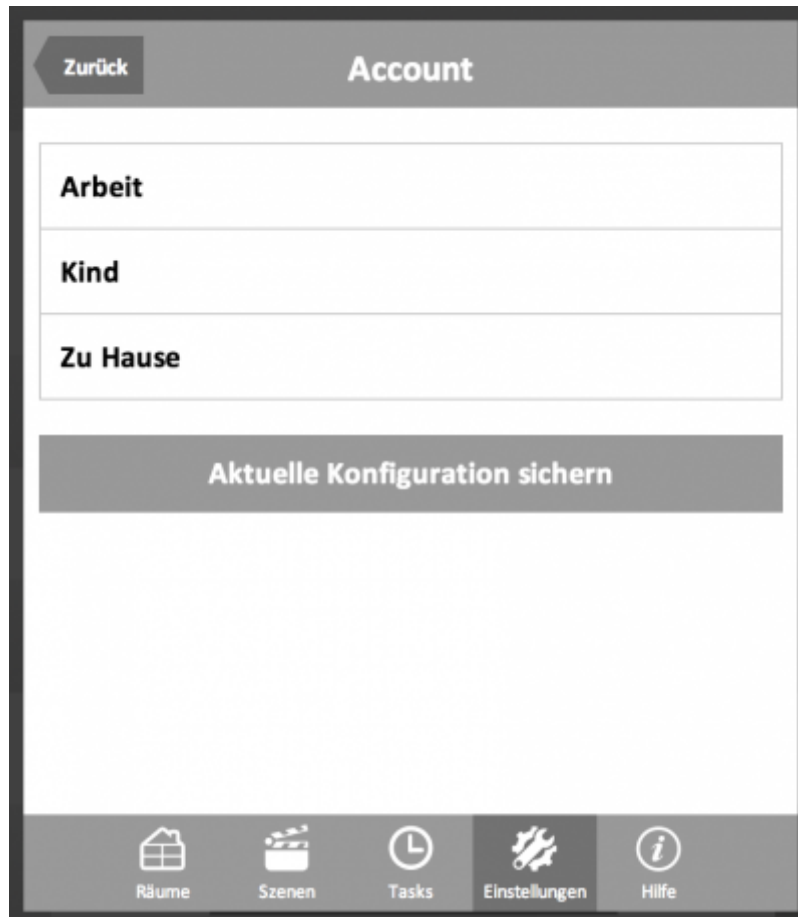 Zurück
Account
Arbeit
Kind
Zu Hause
Aktuelle Konfiguration sichern
Räume
Szenen
Tasks
Einstellungen
Hilfe